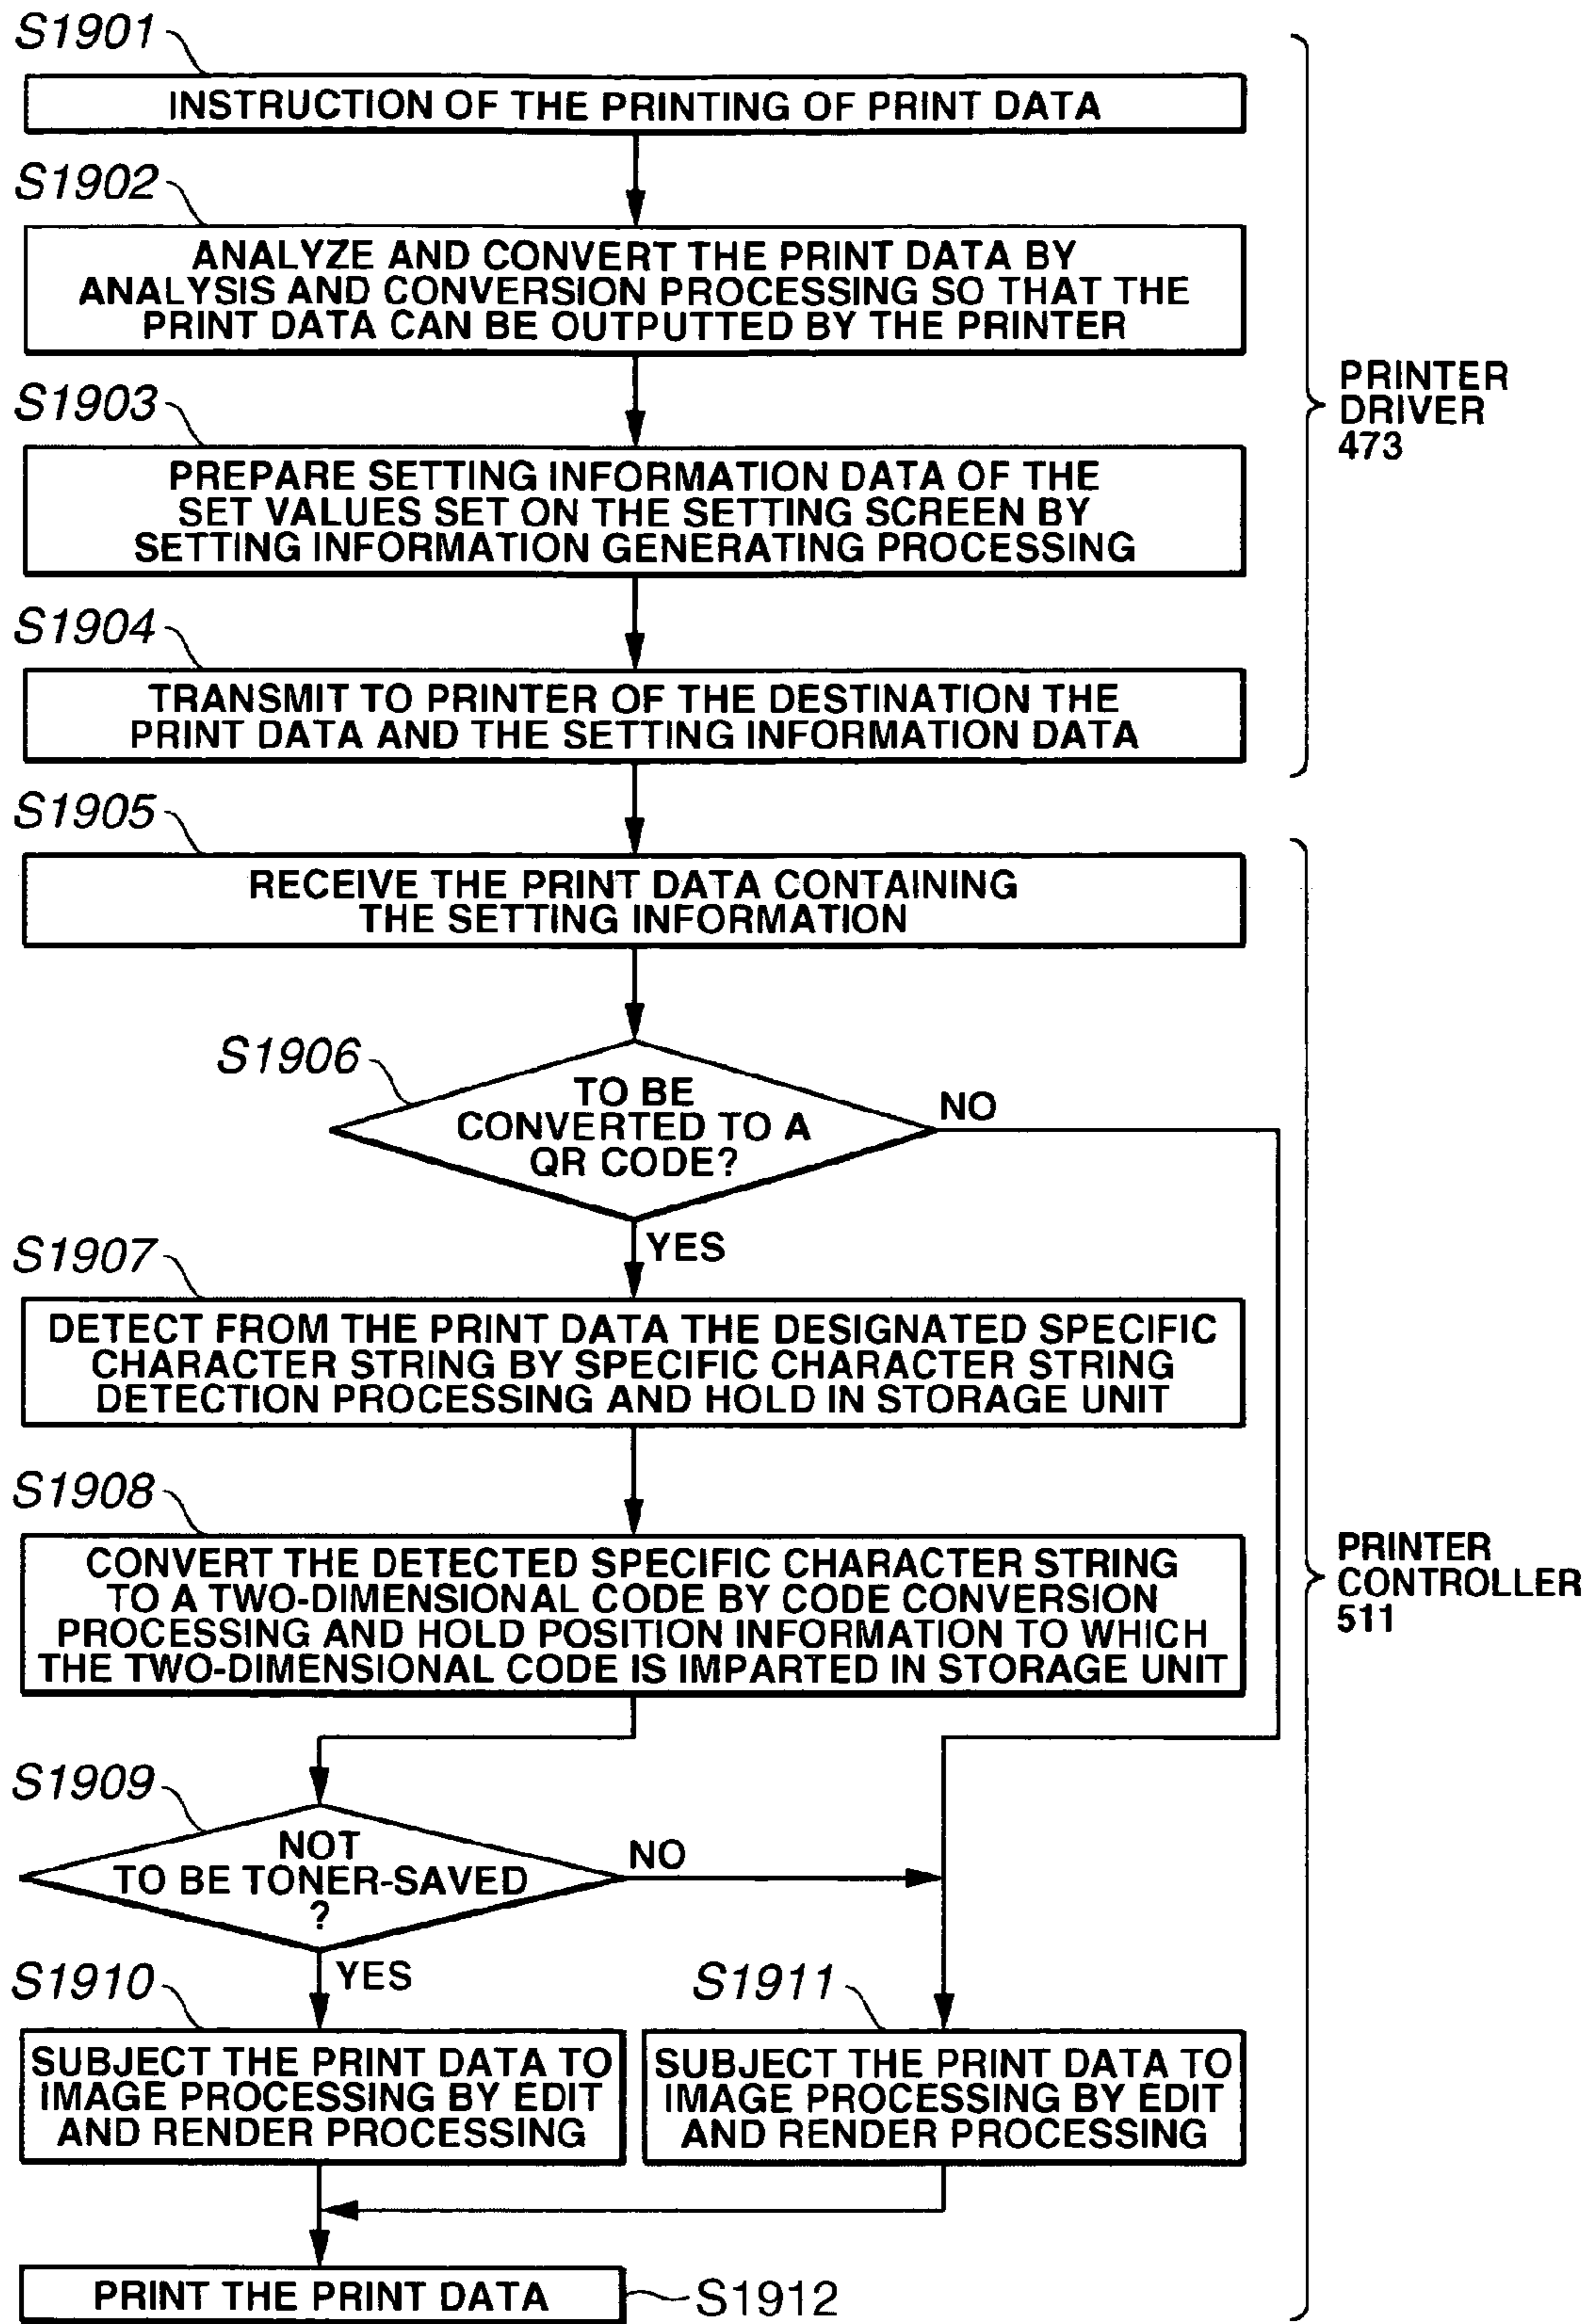 S1901
INSTRUCTION OF THE PRINTING OF PRINT DATA
S1902
ANALYZE AND CONVERT THE PRINT DATA BY
ANALYSIS AND CONVERSION PROCESSING SO THAT THE
PRINT DATA CAN BE OUTPUTTED BY THE PRINTER
S1903
PREPARE SETTING INFORMATION DATA OF THE
SET VALUES SET ON THE SETTING SCREEN BY
SETTING INFORMATION GENERATING PROCESSING
S1904
TRANSMIT TO PRINTER OF THE DESTINATION THE
PRINT DATA AND THE SETTING INFORMATION DATA
PRINTER
DRIVER
473
S1905
RECEIVE THE PRINT DATA CONTAINING
THE SETTING INFORMATION
S1906
TO BE
CONVERTED TO A
QR CODE?
NO
YES
S1907
DETECT FROM THE PRINT DATA THE DESIGNATED SPECIFIC
CHARACTER STRING BY SPECIFIC CHARACTER STRING
DETECTION PROCESSING AND HOLD IN STORAGE UNIT
S1908
CONVERT THE DETECTED SPECIFIC CHARACTER STRING
TO A TWO-DIMENSIONAL CODE BY CODE CONVERSION
PROCESSING AND HOLD POSITION INFORMATION TO WHICH
THE TWO-DIMENSIONAL CODE IS IMPARTED IN STORAGE UNIT
PRINTER
CONTROLLER
511
S1909
NOT
TO BE TONER-SAVED
?
NO
YES
S1910
SUBJECT THE PRINT DATA TO
IMAGE PROCESSING BY EDIT
AND RENDER PROCESSING
S1911
SUBJECT THE PRINT DATA TO
IMAGE PROCESSING BY EDIT
AND RENDER PROCESSING
PRINT THE PRINT DATA
S1912